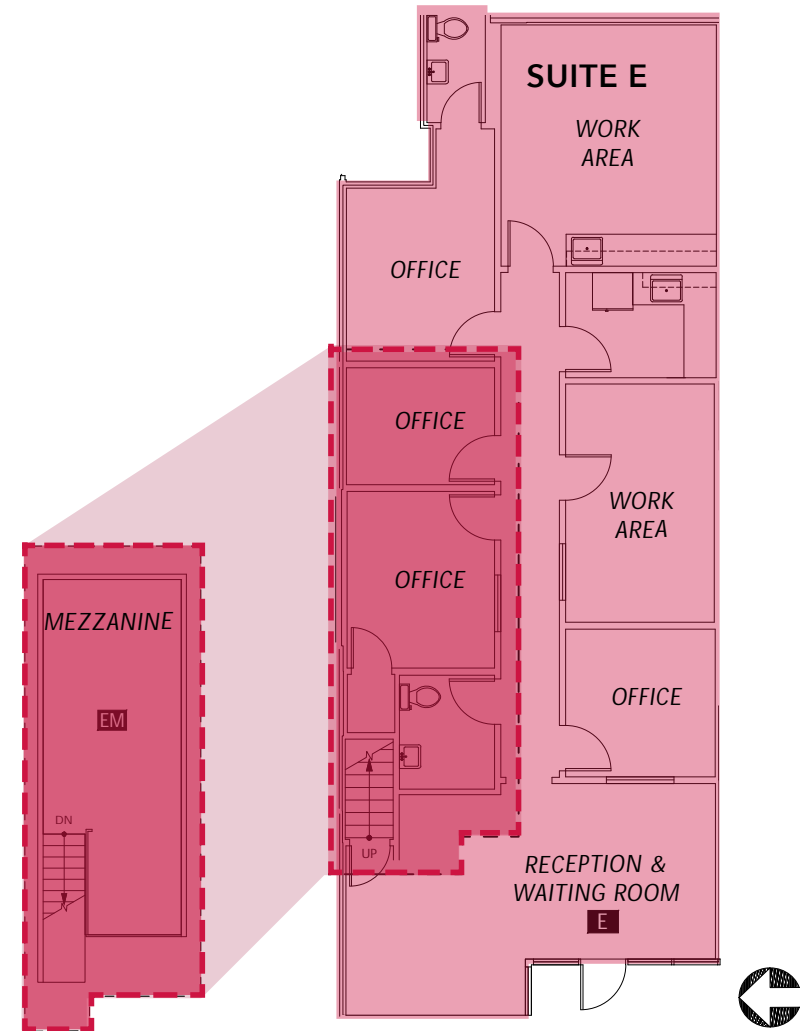 SUITE E
WORK
AREA
OFFICE
OFFICE
WORK
AREA
OFFICE
MEZZANINE
OFFICE
EM
DN
UP
RECEPTION &
WAITING ROOM
E